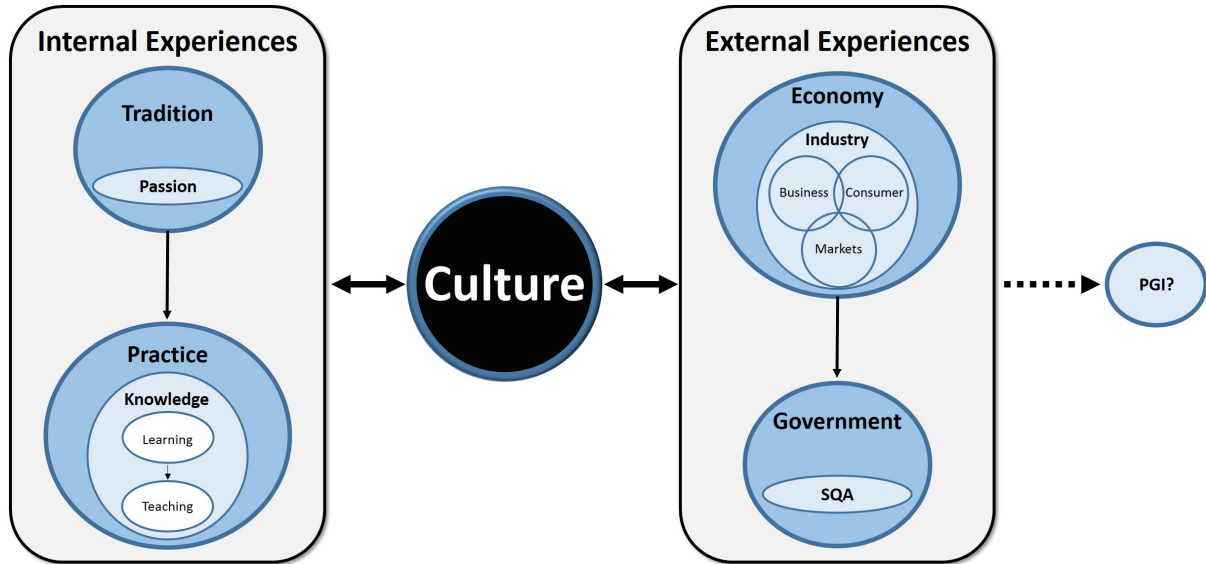 Internal Experiences
Tradition
Passion
Practice
Knowledge
Learning
Teaching
Culture
External Experiences
Economy
Industry
Business
Consumer
Markets
Government
SQA
PGI?